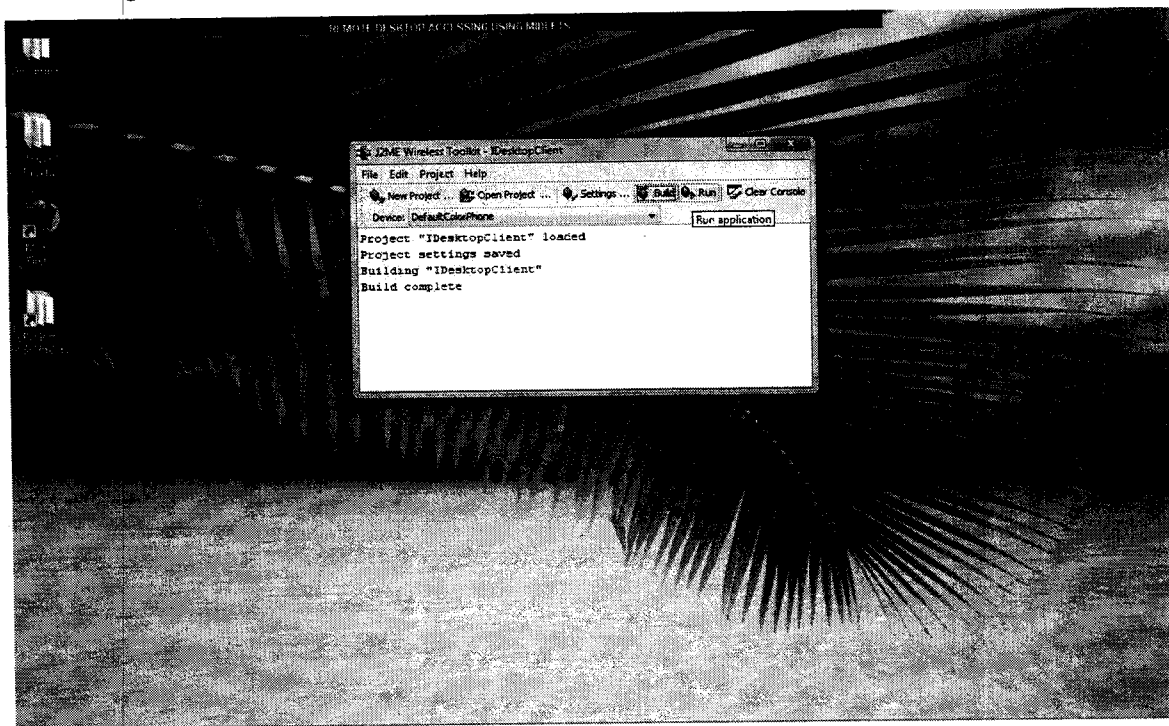 REMOTE DESKTOP ACCESSING USING MIDLETS
J2ME Wireless Toolkit - IDesktopClient
File Edit Project Help
New Project ... Open Project ... Settings ... Build Run Clear Console
Device: DefaultColorPhone
Run application
Project "IDesktopClient" loaded
Project settings saved
Building "IDesktopClient"
Build complete